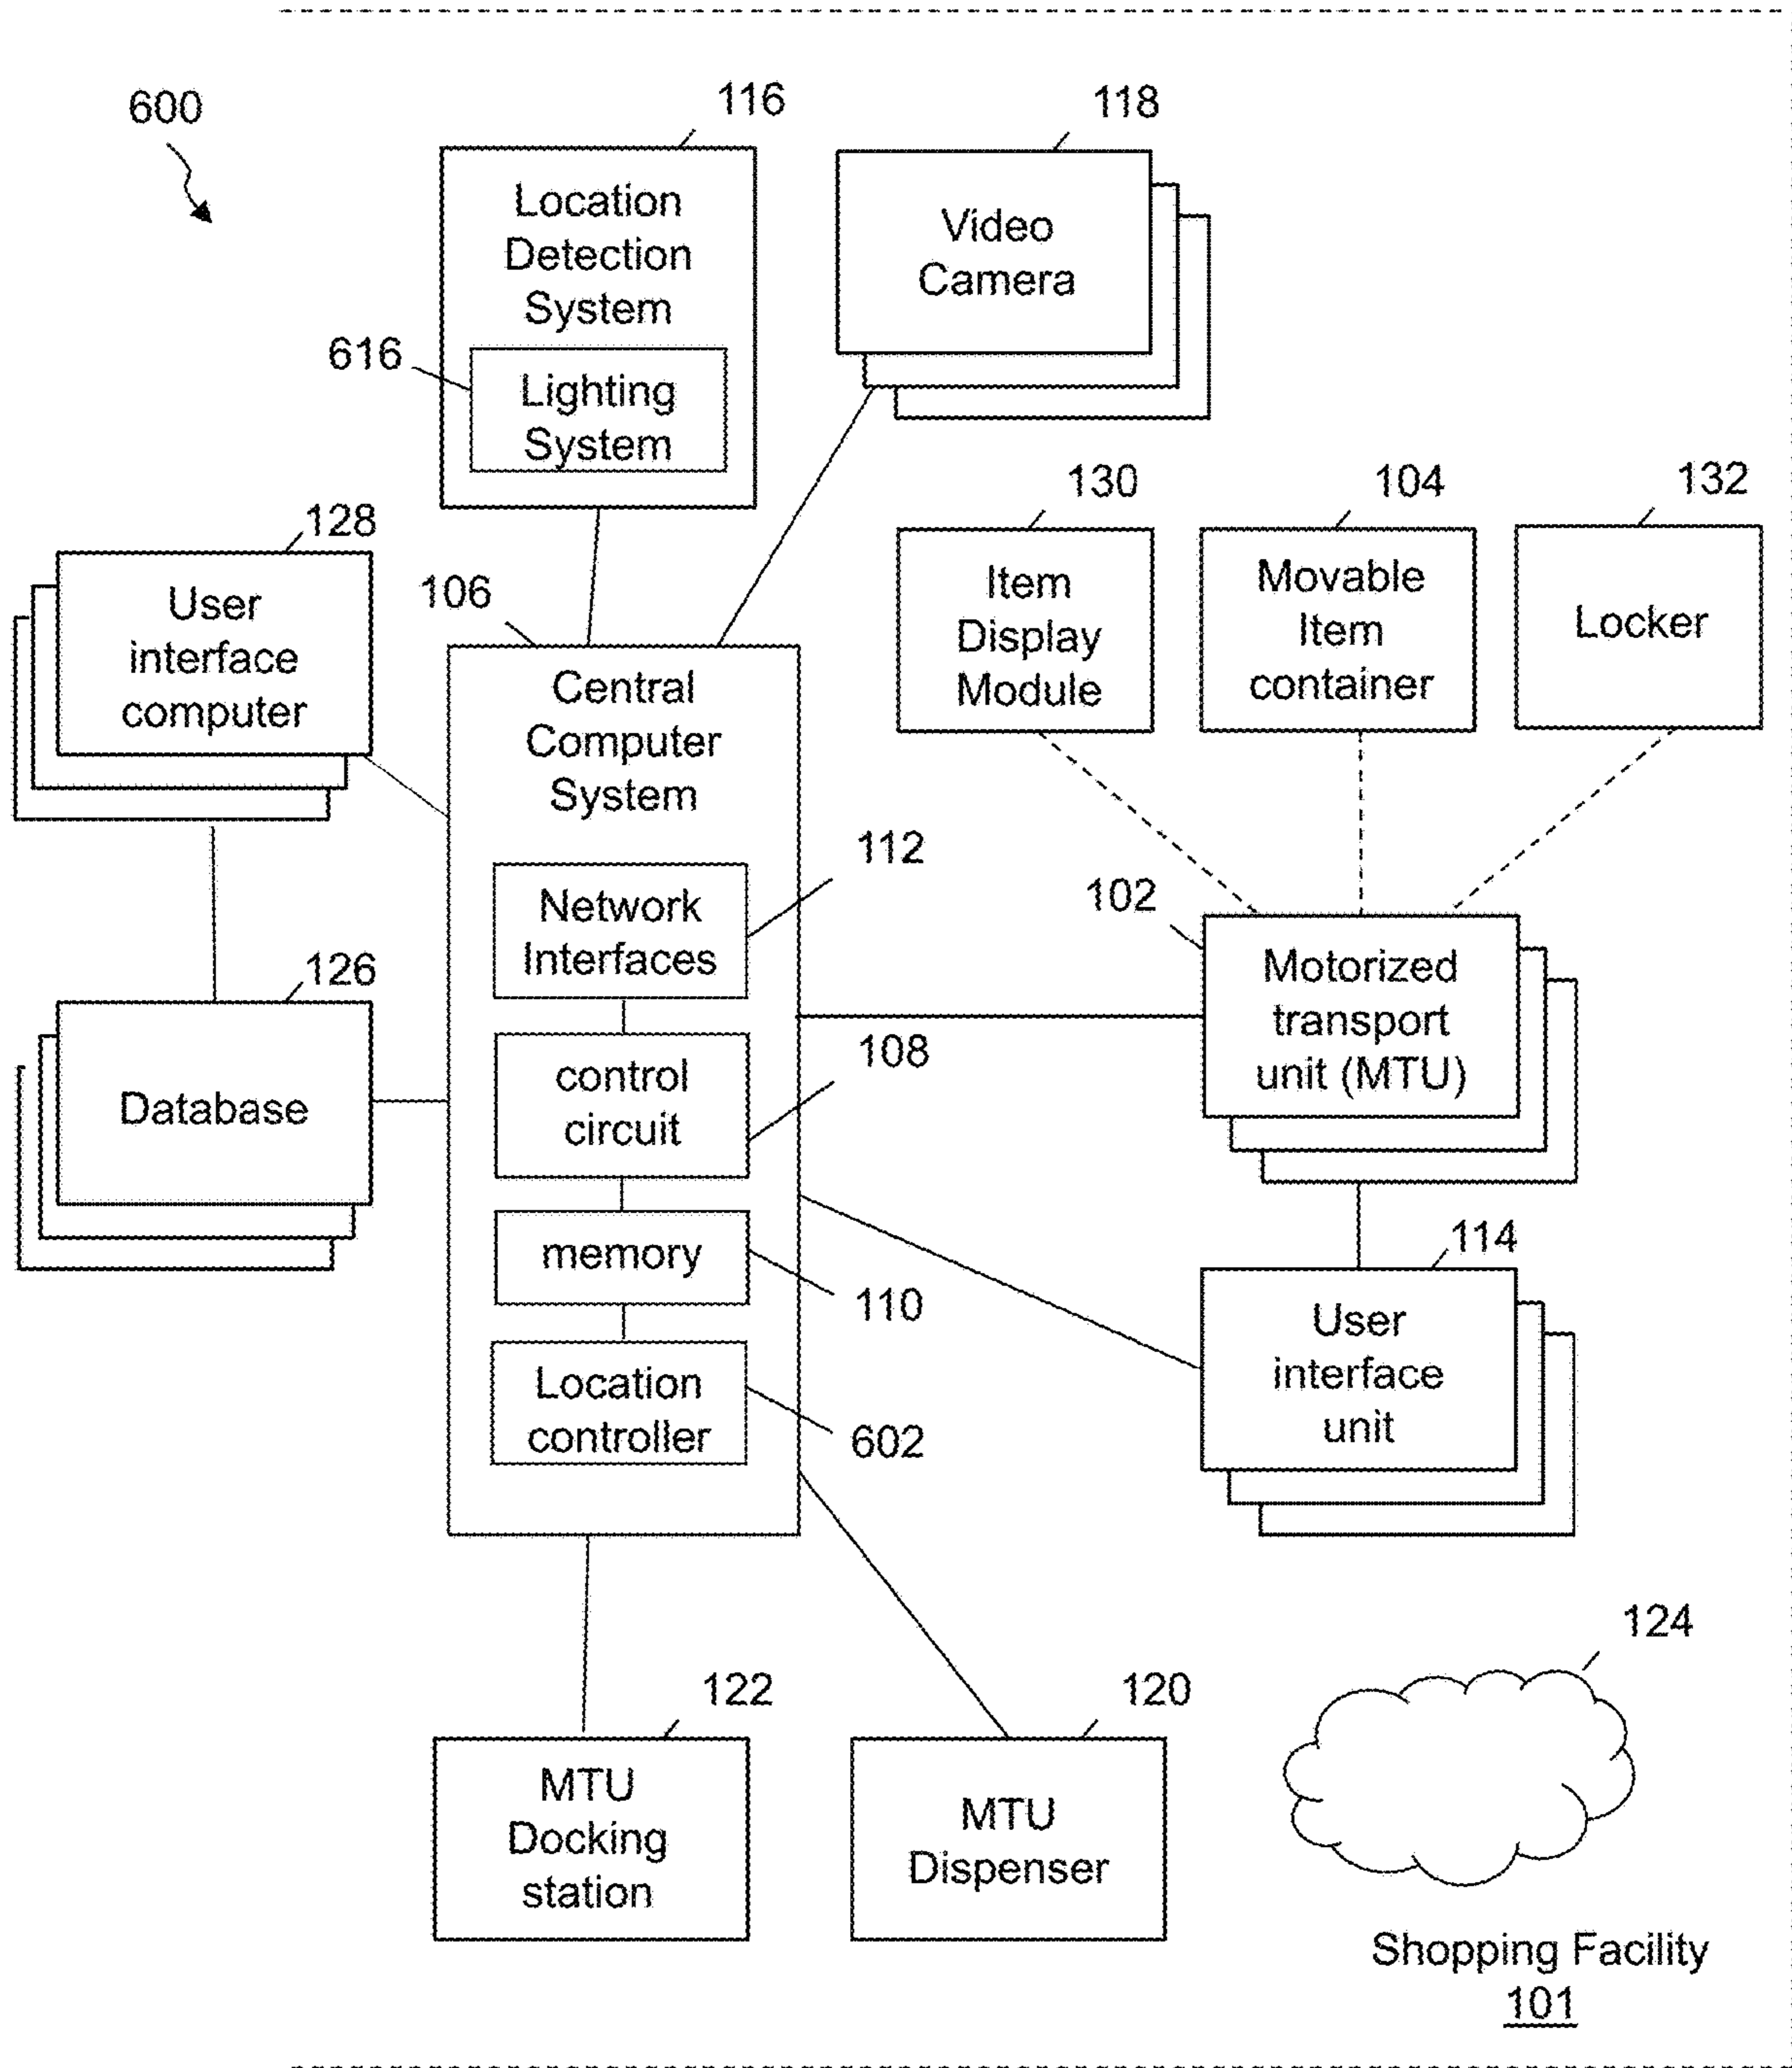 600
116
118
Location
Detection
System
Video
Camera
616
Lighting
System
128
130
104
132
User
interface
computer
106
Item
Display
Module
Movable
Item
container
Locker
Central
Computer
System
112
102
Network
Interfaces
126
Motorized
transport
unit (MTU)
108
Database
control
circuit
memory
110
114
User
interface
unit
Location
controller
602
124
122
120
MTU
Docking
station
MTU
Dispenser
Shopping Facility
101